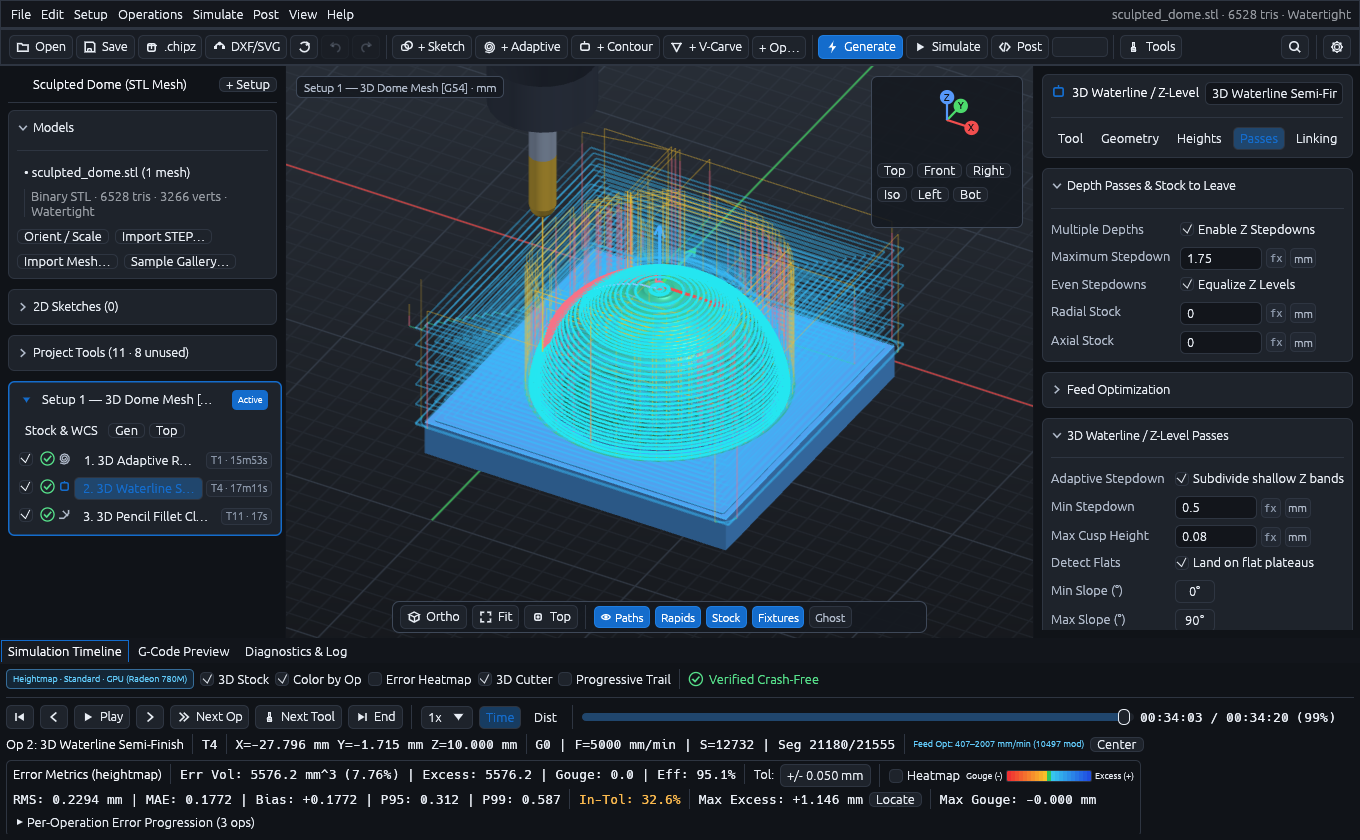 File Edit Setup Operations Simulate Post View Help
sculpted_dome.stl · 6528 tris · Watertight
Open Save .chipz DXF/SVG + Sketch + Adaptive + Contour + V-Carve + Op… Generate Simulate Post Tools
Sculpted Dome (STL Mesh) + Setup
Models
• sculpted_dome.stl (1 mesh)
Binary STL · 6528 tris · 3266 verts ·
Watertight
Orient / Scale Import STEP…
Import Mesh… Sample Gallery…
2D Sketches (0)
Project Tools (11 · 8 unused)
Setup 1 — 3D Dome Mesh [… Active
Stock & WCS Gen Top
1. 3D Adaptive R… T1 · 15m53s
2. 3D Waterline S… T4 · 17m11s
3. 3D Pencil Fillet Cl… T11 · 17s
Setup 1 — 3D Dome Mesh [G54] · mm
Z
Y
X
Top Front Right
Iso Left Bot
Ortho Fit Top Paths Rapids Stock Fixtures Ghost
3D Waterline / Z-Level 3D Waterline Semi-Fir
Tool Geometry Heights Passes Linking
Depth Passes & Stock to Leave
Multiple Depths Enable Z Stepdowns
Maximum Stepdown 1.75 fx mm
Even Stepdowns Equalize Z Levels
Radial Stock 0 fx mm
Axial Stock 0 fx mm
Feed Optimization
3D Waterline / Z-Level Passes
Adaptive Stepdown Subdivide shallow Z bands
Min Stepdown 0.5 fx mm
Max Cusp Height 0.08 fx mm
Detect Flats Land on flat plateaus
Min Slope (°) 0°
Max Slope (°) 90°
Simulation Timeline G-Code Preview Diagnostics & Log
Heightmap · Standard · GPU (Radeon 780M) 3D Stock Color by Op Error Heatmap 3D Cutter Progressive Trail Verified Crash-Free
Play Next Op Next Tool End 1x Time Dist 00:34:03 / 00:34:20 (99%)
Op 2: 3D Waterline Semi-Finish T4 X=-27.796 mm Y=-1.715 mm Z=10.000 mm G0 | F=5000 mm/min | S=12732 | Seg 21180/21555 Feed Opt: 407–2007 mm/min (10497 mod) Center
Error Metrics (heightmap) Err Vol: 5576.2 mm^3 (7.76%) | Excess: 5576.2 | Gouge: 0.0 | Eff: 95.1% Tol: +/- 0.050 mm Heatmap Gouge (-) Excess (+)
RMS: 0.2294 mm | MAE: 0.1772 | Bias: +0.1772 | P95: 0.312 | P99: 0.587 In-Tol: 32.6% Max Excess: +1.146 mm Locate Max Gouge: -0.000 mm
Per-Operation Error Progression (3 ops)